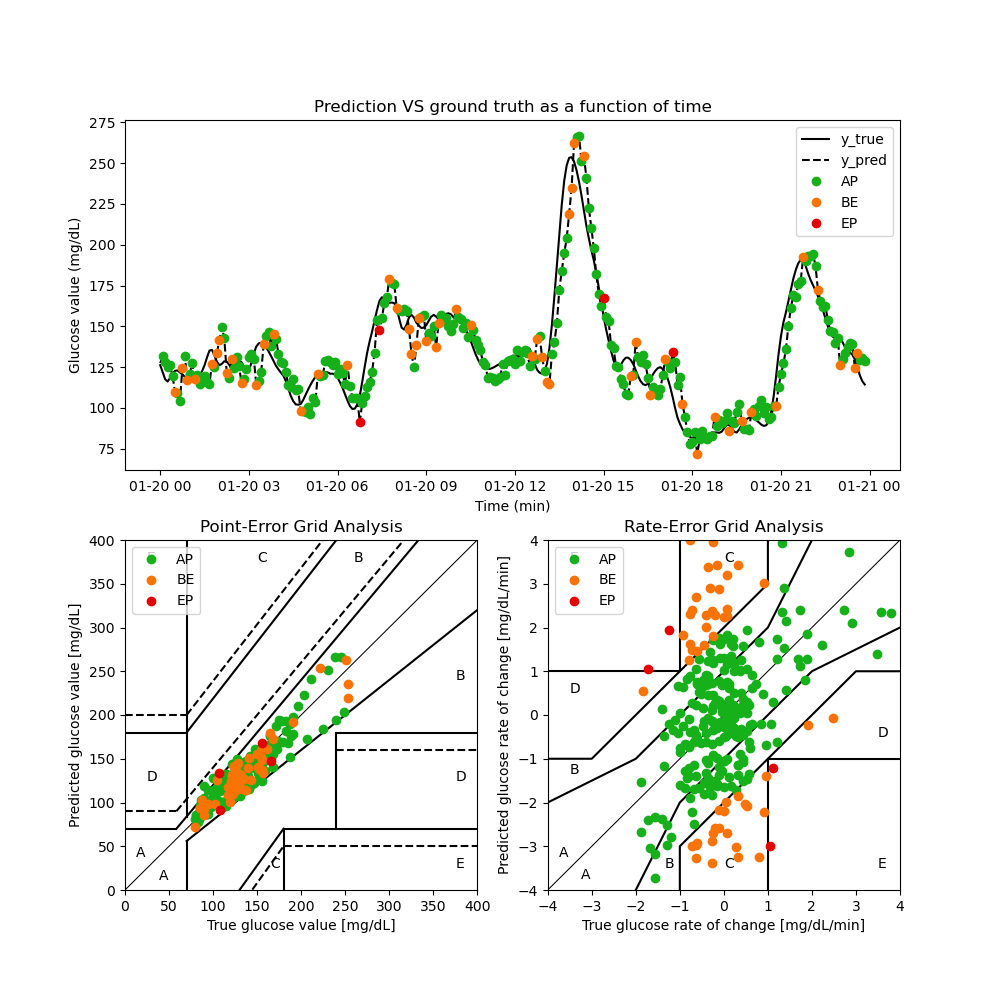 Prediction VS ground truth as a function of time
Glucose value (mg/dL)
275
250
225
200
175
150
125
100
75
y_true
y_pred
AP
BE
EP
01-20 00 01-20 03 01-20 06 01-20 09 01-20 12 01-20 15 01-20 18 01-20 21 01-21 00
Time (min)
Point-Error Grid Analysis
Predicted glucose value [mg/dL]
400
350
300
250
200
150
100
50
0
AP
BE
EP
C
B
B
D
D
A
A
C
E
0 50 100 150 200 250 300 350 400
True glucose value [mg/dL]
Rate-Error Grid Analysis
Predicted glucose rate of change [mg/dL/min]
4
3
2
1
0
−1
−2
−3
−4
AP
BE
EP
C
D
D
B
A
A
B
C
E
−4 −3 −2 −1 0 1 2 3 4
True glucose rate of change [mg/dL/min]